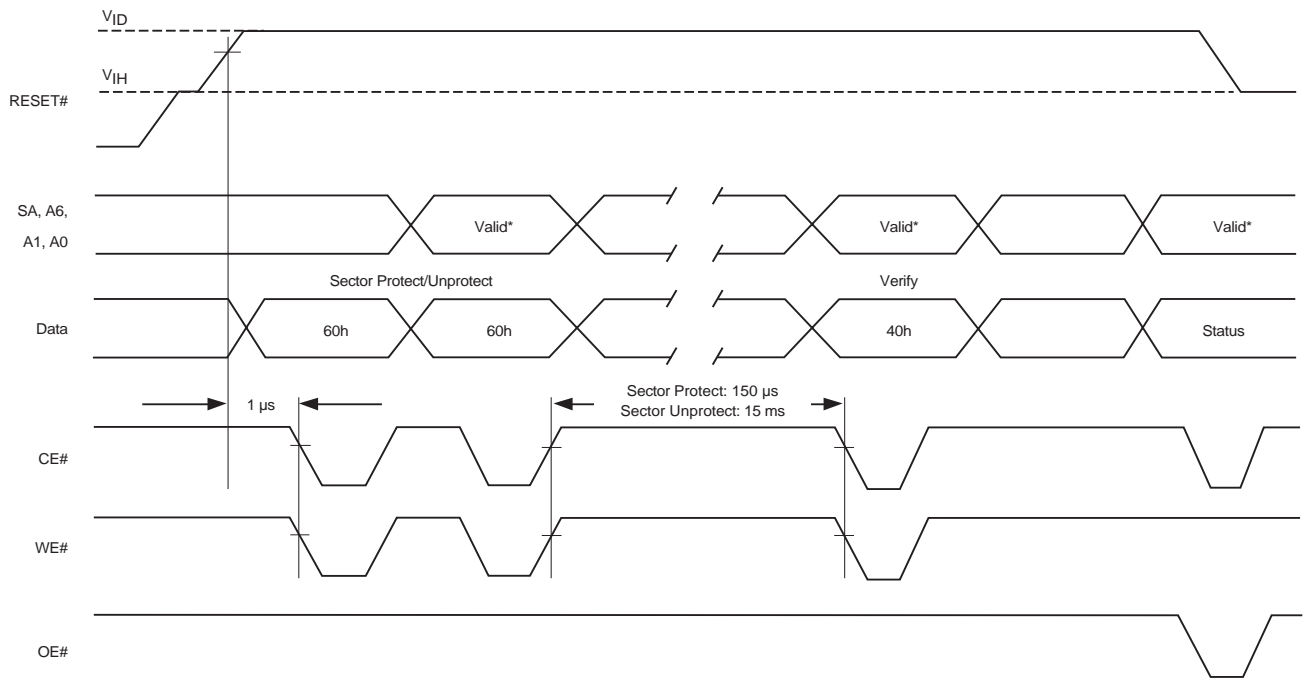 VID
VIH
RESET#
SA, A6,
A1, A0
Valid*
Valid*
Valid*
Sector Protect/Unprotect
Verify
Data
60h
60h
40h
Status
1 µs
Sector Protect: 150 µs
Sector Unprotect: 15 ms
CE#
WE#
OE#